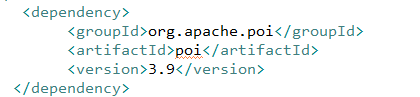 <dependency>
<groupId>org.apache.poi</groupId>
<artifactId>poi</artifactId>
<version>3.9</version>
</dependency>